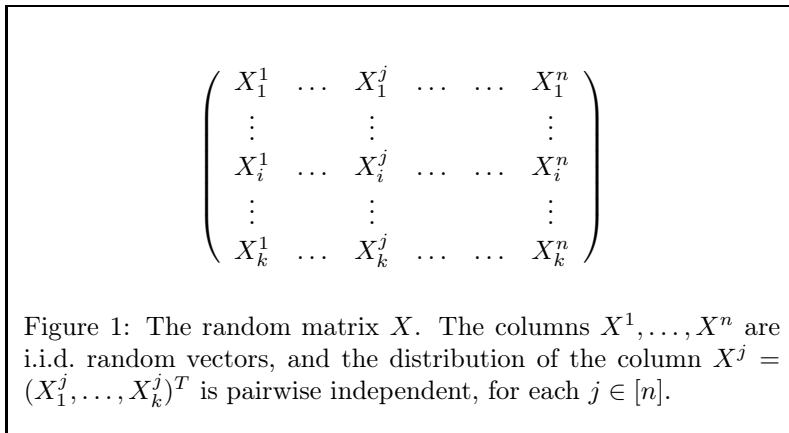 X_1^1 … X_1^j … … X_1^n
⋮ ⋮ ⋮
X_i^1 … X_i^j … … X_i^n
⋮ ⋮ ⋮
X_k^1 … X_k^j … … X_k^n
Figure 1: The random matrix X. The columns X^1, . . . , X^n are
i.i.d. random vectors, and the distribution of the column X^j =
(X_1^j, . . . , X_k^j)^T is pairwise independent, for each j ∈ [n].